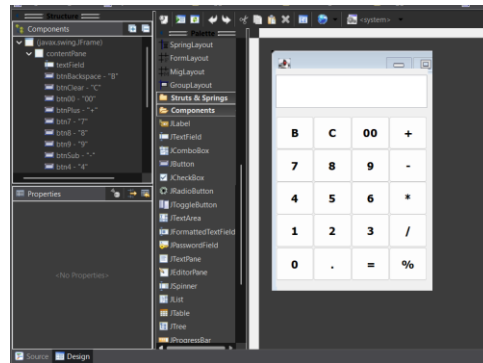 Structure
Components
(javax.swing.JFrame)
contentPane
textField
btnBackspace - "B"
btnClear - "C"
btn00 - "00"
btnPlus - "+"
btn7 - "7"
btn8 - "8"
btn9 - "9"
btnSub - "-"
btn4 - "4"
Properties
<No Properties>
Source
Design
Palette
SpringLayout
FormLayout
MigLayout
GroupLayout
Struts & Springs
Components
JLabel
JTextField
JComboBox
JButton
JCheckBox
JRadioButton
JToggleButton
JTextArea
JFormattedTextField
JPasswordField
JTextPane
JEditorPane
JSpinner
JList
JTable
JTree
JProgressBar
<system>
B C 00 +
7 8 9 -
4 5 6 *
1 2 3 /
0 . = %